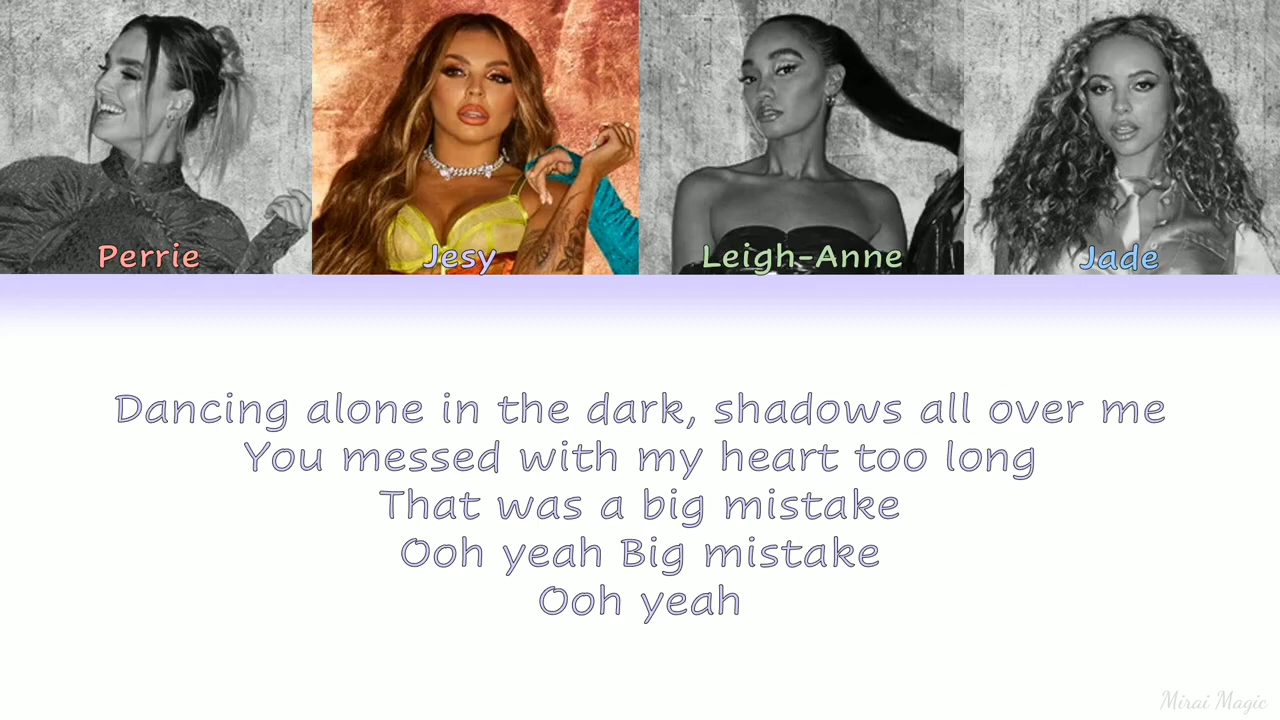 Perrie
Jesy
Leigh-Anne
Jade
Dancing alone in the dark, shadows all over me
You messed with my heart too long
That was a big mistake
Ooh yeah Big mistake
Ooh yeah
Mirai Magic